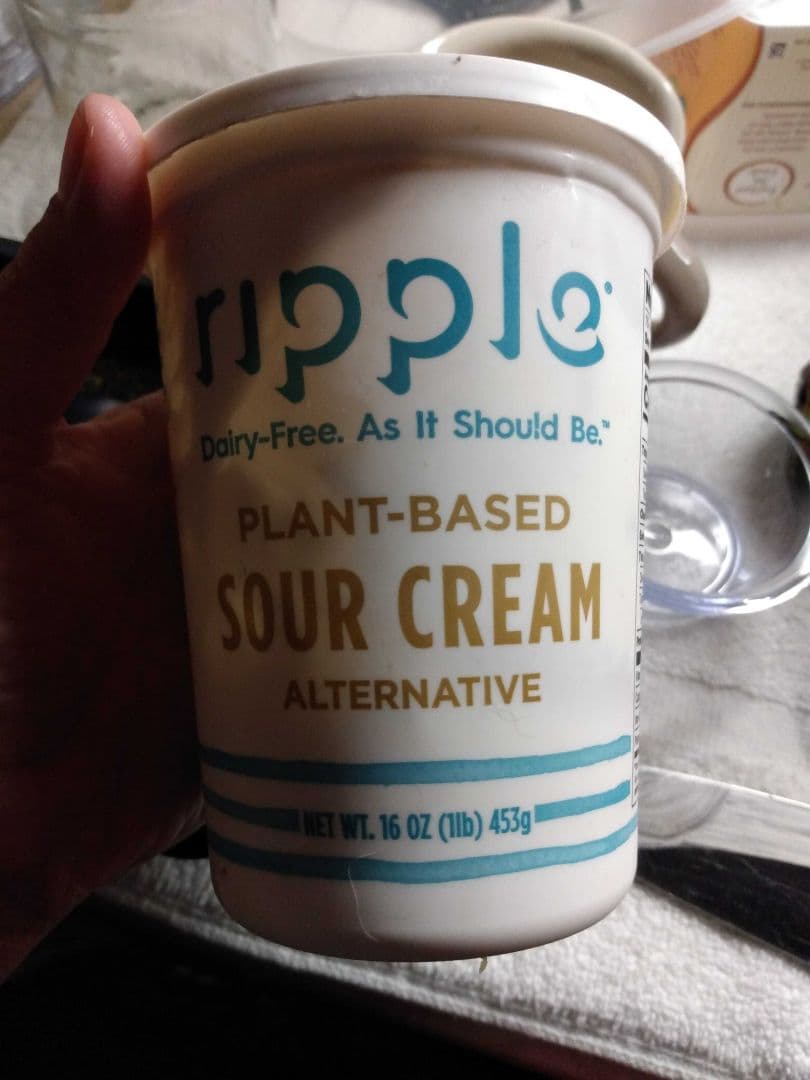 ripple
Dairy-Free. As It Should Be.™
PLANT-BASED
SOUR CREAM
ALTERNATIVE
NET WT. 16 OZ (1lb) 453g